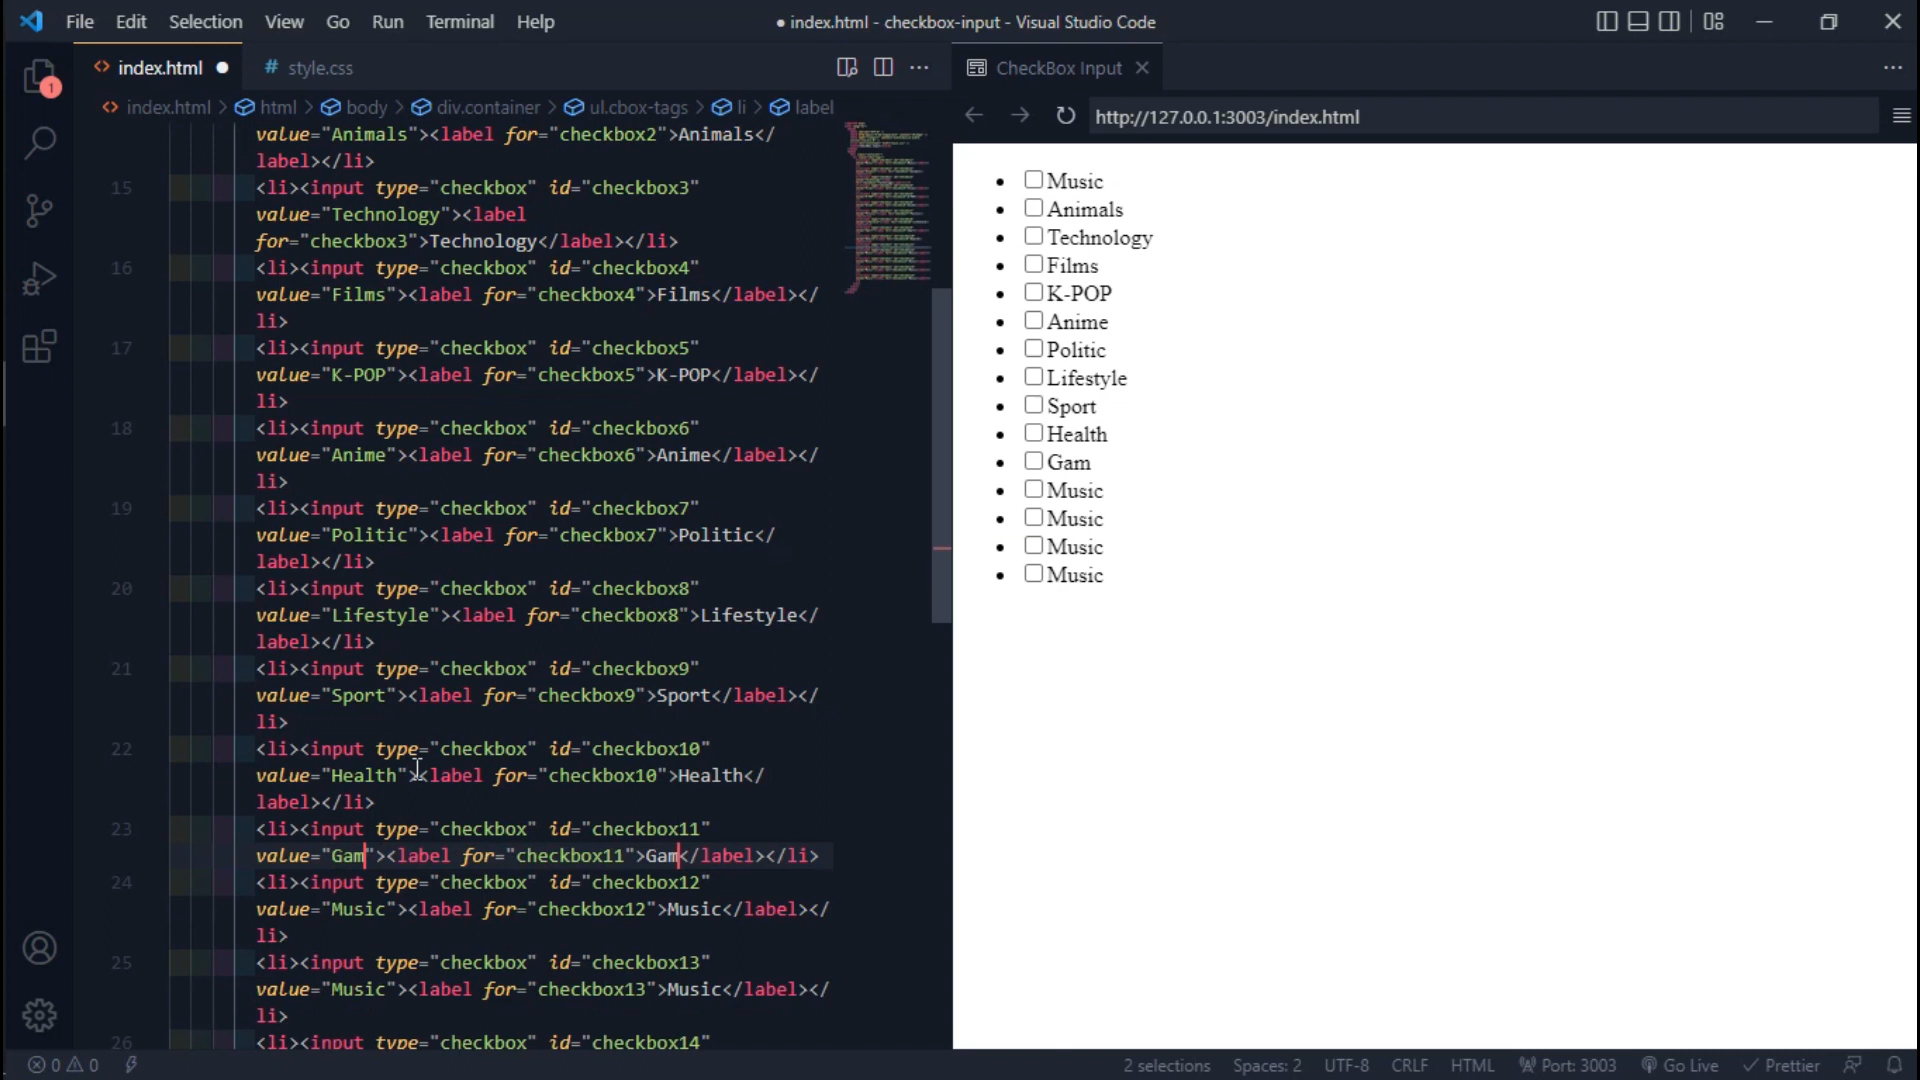 File Edit Selection View Go Run Terminal Help
● index.html - checkbox-input - Visual Studio Code
index.html
# style.css
CheckBox Input
index.html > html > body > div.container > ul.cbox-tags > li > label
http://127.0.0.1:3003/index.html
1
value="Animals"><label for="checkbox2">Animals</
label></li>
15 <li><input type="checkbox" id="checkbox3"
value="Technology"><label
for="checkbox3">Technology</label></li>
16 <li><input type="checkbox" id="checkbox4"
value="Films"><label for="checkbox4">Films</label></
li>
17 <li><input type="checkbox" id="checkbox5"
value="K-POP"><label for="checkbox5">K-POP</label></
li>
18 <li><input type="checkbox" id="checkbox6"
value="Anime"><label for="checkbox6">Anime</label></
li>
19 <li><input type="checkbox" id="checkbox7"
value="Politic"><label for="checkbox7">Politic</
label></li>
20 <li><input type="checkbox" id="checkbox8"
value="Lifestyle"><label for="checkbox8">Lifestyle</
label></li>
21 <li><input type="checkbox" id="checkbox9"
value="Sport"><label for="checkbox9">Sport</label></
li>
22 <li><input type="checkbox" id="checkbox10"
value="Health"><label for="checkbox10">Health</
label></li>
23 <li><input type="checkbox" id="checkbox11"
value="Gam"><label for="checkbox11">Gam</label></li>
24 <li><input type="checkbox" id="checkbox12"
value="Music"><label for="checkbox12">Music</label></
li>
25 <li><input type="checkbox" id="checkbox13"
value="Music"><label for="checkbox13">Music</label></
li>
26 <li><input type="checkbox" id="checkbox14"
Music
Animals
Technology
Films
K-POP
Anime
Politic
Lifestyle
Sport
Health
Gam
Music
Music
Music
Music
0 0
2 selections Spaces: 2 UTF-8 CRLF HTML Port: 3003 Go Live Prettier